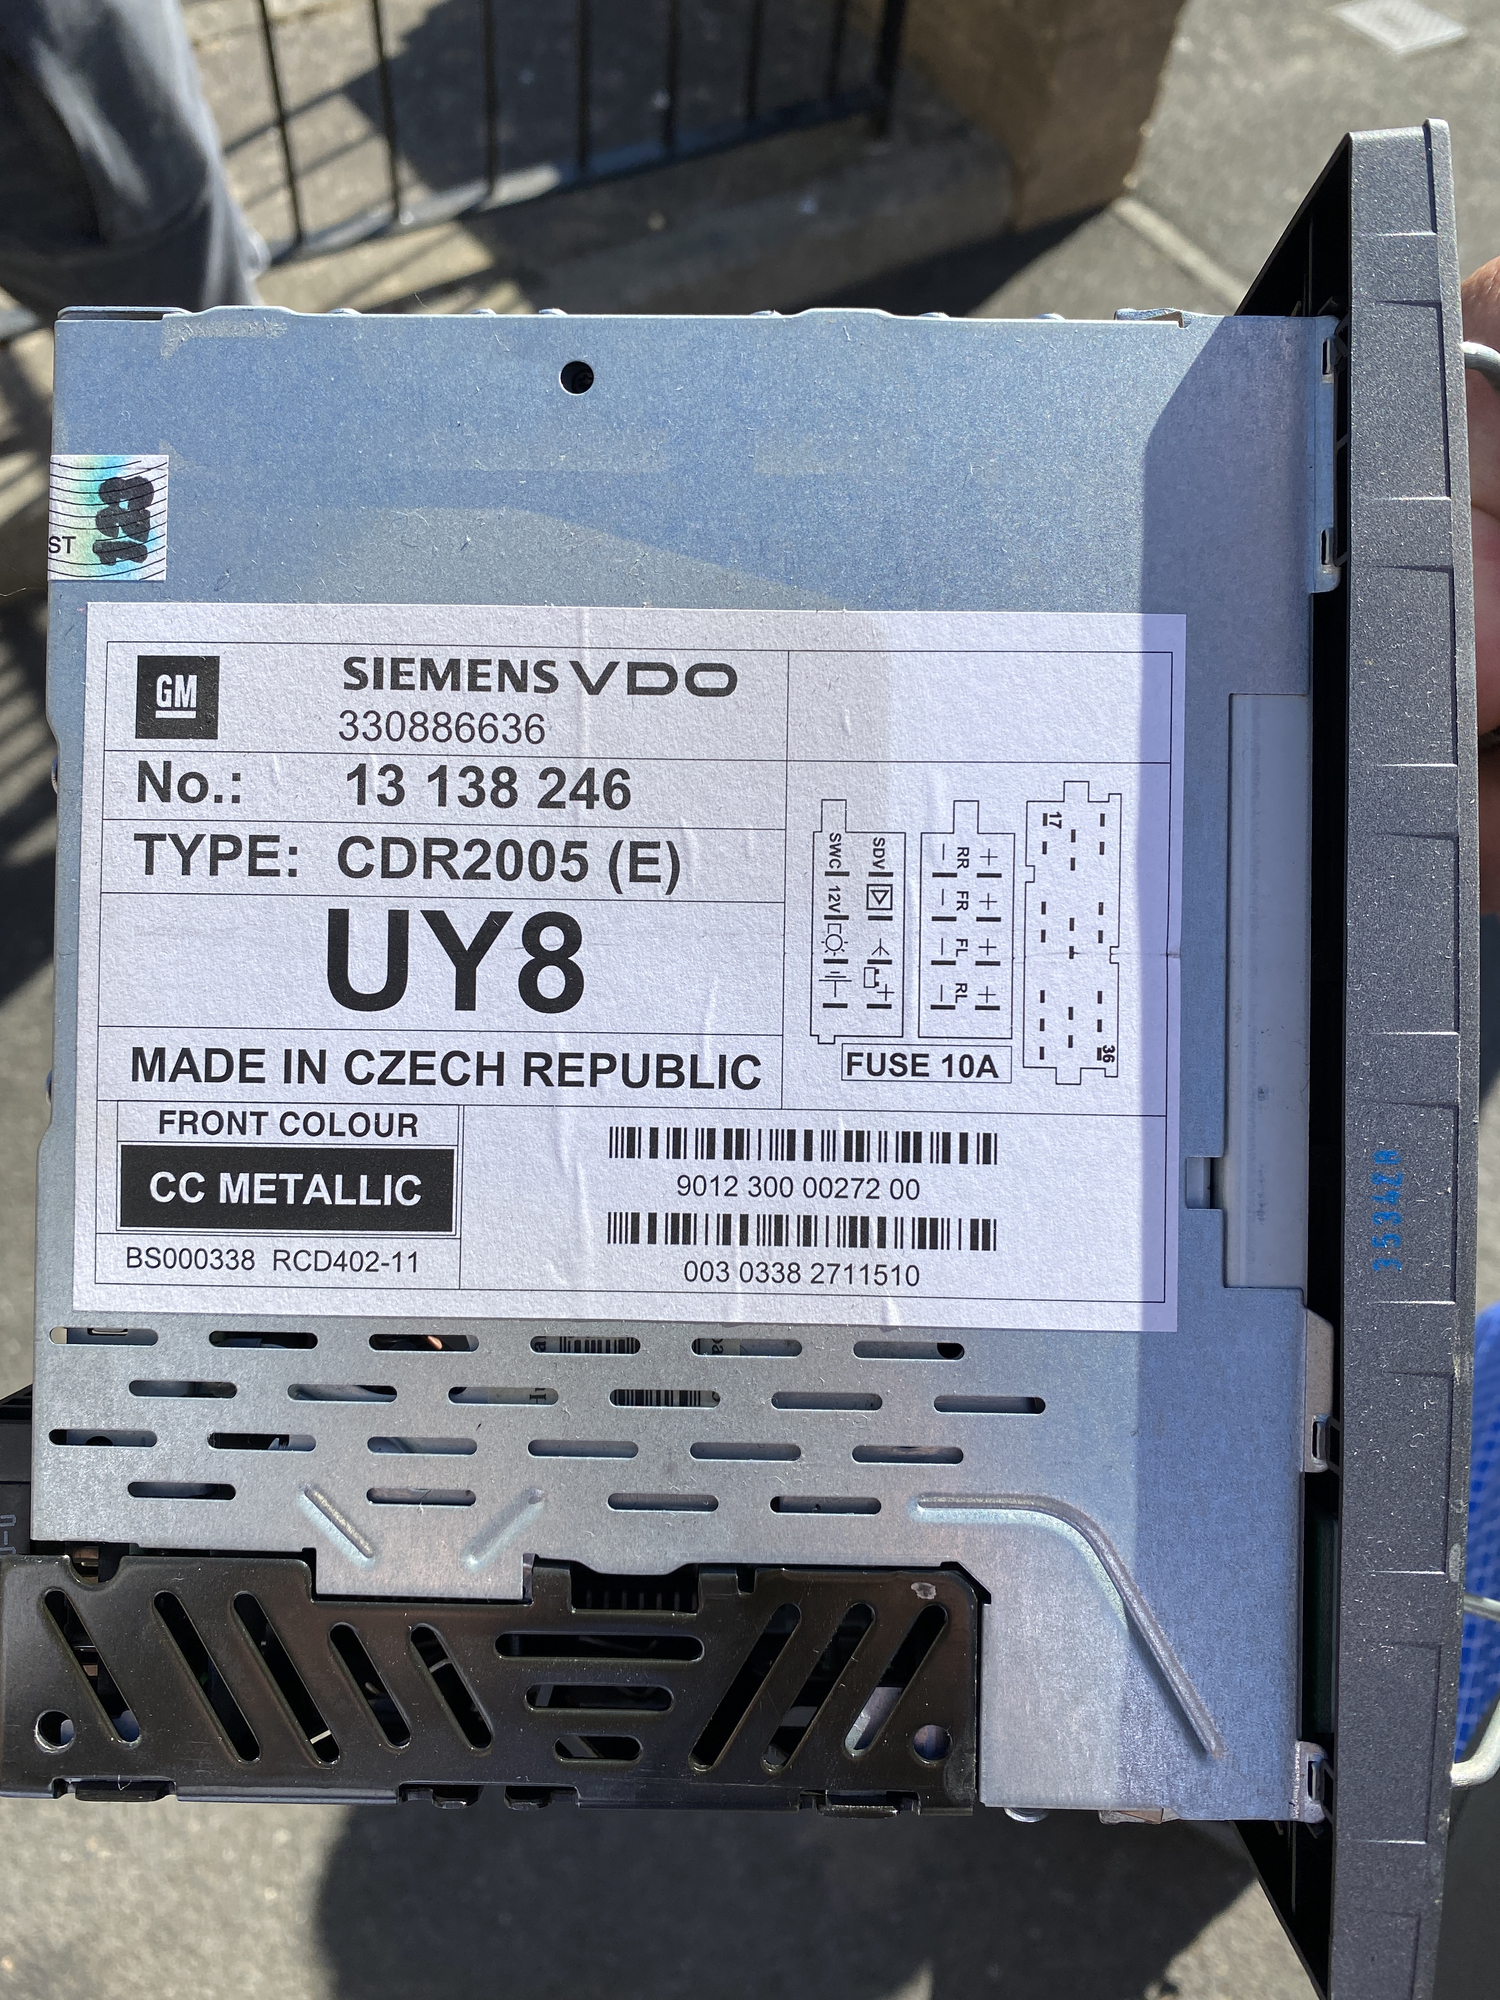 ST 128
GM
SIEMENS VDO
330886636
No.: 13 138 246
TYPE: CDR2005 (E)
UY8
MADE IN CZECH REPUBLIC
FRONT COLOUR
CC METALLIC
BS000338 RCD402-11
SWC 12V
SDV +
RR FR FL RL
- - - -
+ + + +
17
36
FUSE 10A
9012 300 00272 00
003 0338 2711510